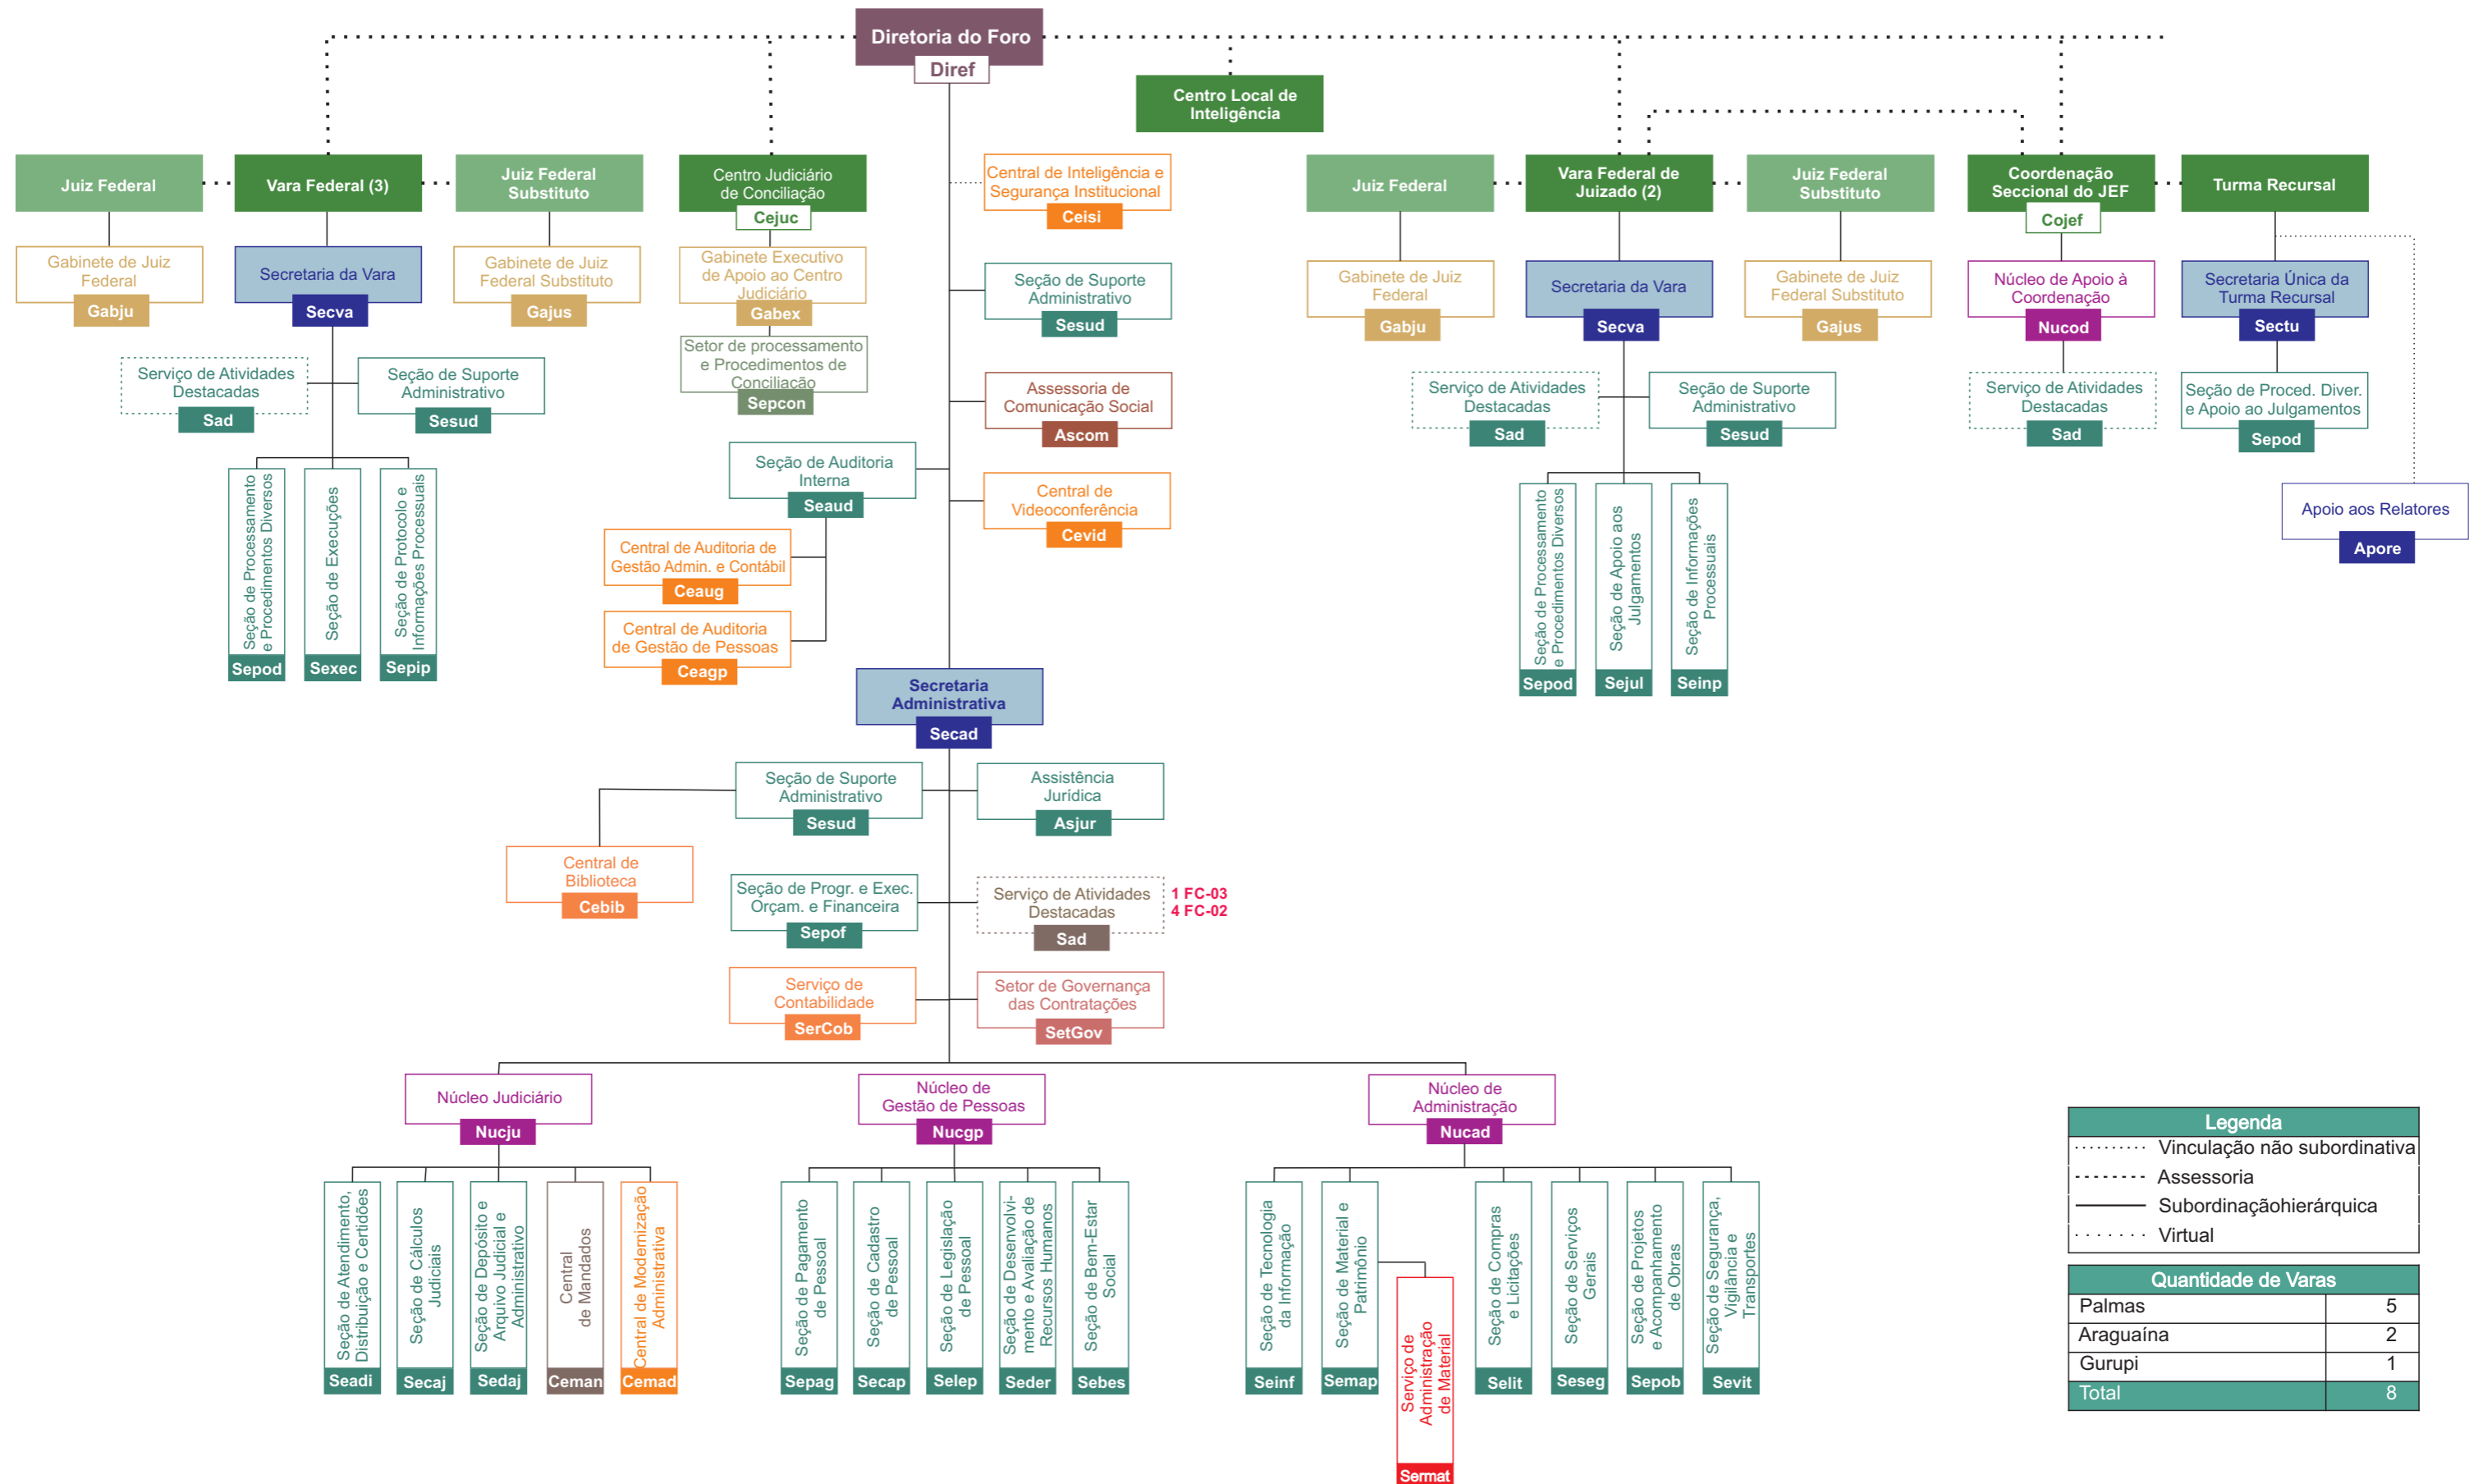 Diretoria do Foro
Diref
Centro Local de
Inteligência
Juiz Federal
Vara Federal (3)
Juiz Federal
Substituto
Centro Judiciário
de Conciliação
Cejuc
Central de Inteligência e
Segurança Institucional
Ceisi
Juiz Federal
Vara Federal de
Juizado (2)
Juiz Federal
Substituto
Coordenação
Seccional do JEF
Cojef
Turma Recursal
Gabinete de Juiz
Federal
Gabju
Secretaria da Vara
Secva
Gabinete de Juiz
Federal Substituto
Gajus
Gabinete Executivo
de Apoio ao Centro
Judiciário
Gabex
Seção de Suporte
Administrativo
Sesud
Gabinete de Juiz
Federal
Gabju
Secretaria da Vara
Secva
Gabinete de Juiz
Federal Substituto
Gajus
Núcleo de Apoio à
Coordenação
Nucod
Secretaria Única da
Turma Recursal
Sectu
Serviço de Atividades
Destacadas
Sad
Seção de Suporte
Administrativo
Sesud
Setor de processamento
e Procedimentos de
Conciliação
Sepcon
Assessoria de
Comunicação Social
Ascom
Serviço de Atividades
Destacadas
Sad
Seção de Suporte
Administrativo
Sesud
Serviço de Atividades
Destacadas
Sad
Seção de Proced. Diver.
e Apoio ao Julgamentos
Sepod
Seção de Processamento
e Procedimentos Diversos
Sepod
Seção de Execuções
Sexec
Seção de Protocolo e
Informações Processuais
Sepip
Seção de Auditoria
Interna
Seaud
Central de
Videoconferência
Cevid
Central de Auditoria de
Gestão Admin. e Contábil
Ceaug
Central de Auditoria
de Gestão de Pessoas
Ceagp
Seção de Processamento
e Procedimentos Diversos
Sepod
Seção de Apoio aos
Julgamentos
Sejul
Seção de Informações
Processuais
Seinp
Apoio aos Relatores
Apore
Secretaria
Administrativa
Secad
Seção de Suporte
Administrativo
Sesud
Assistência
Jurídica
Asjur
Central de
Biblioteca
Cebib
Seção de Progr. e Exec.
Orçam. e Financeira
Sepof
Serviço de Atividades
Destacadas
Sad
1 FC-03
4 FC-02
Serviço de
Contabilidade
SerCob
Setor de Governança
das Contratações
SetGov
Núcleo Judiciário
Nucju
Núcleo de
Gestão de Pessoas
Nucgp
Núcleo de
Administração
Nucad
Seção de Atendimento,
Distribuição e Certidões
Seadi
Seção de Cálculos
Judiciais
Secaj
Seção de Depósito e
Arquivo Judicial e
Administrativo
Sedaj
Central
de Mandados
Ceman
Central de Modernização
Administrativa
Cemad
Seção de Pagamento
de Pessoal
Sepag
Seção de Cadastro
de Pessoal
Secap
Seção de Legislação
de Pessoal
Selep
Seção de Desenvolvi-
mento e Avaliação de
Recursos Humanos
Seder
Seção de Bem-Estar
Social
Sebes
Seção de Tecnologia
da Informação
Seinf
Seção de Material e
Patrimônio
Semap
Serviço de
Administração
de Material
Sermat
Seção de Compras
e Licitações
Selit
Seção de Serviços
Gerais
Seseg
Seção de Projetos
e Acompanhamento
de Obras
Sepob
Seção de Segurança,
Vigilância e
Transportes
Sevit
Legenda
Vinculação não subordinativa
Assessoria
Subordinaçãohierárquica
Virtual
Quantidade de Varas
Palmas 5
Araguaína 2
Gurupi 1
Total 8